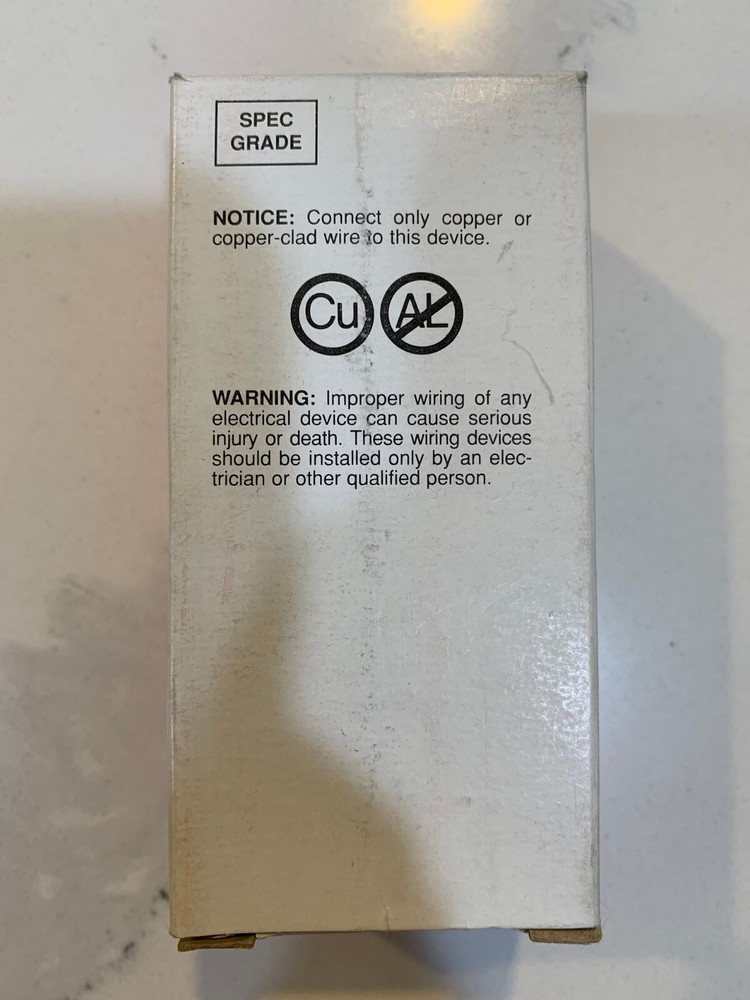 SPEC
GRADE
NOTICE: Connect only copper or
copper-clad wire to this device.
Cu AL
WARNING: Improper wiring of any
electrical device can cause serious
injury or death. These wiring devices
should be installed only by an elec-
trician or other qualified person.